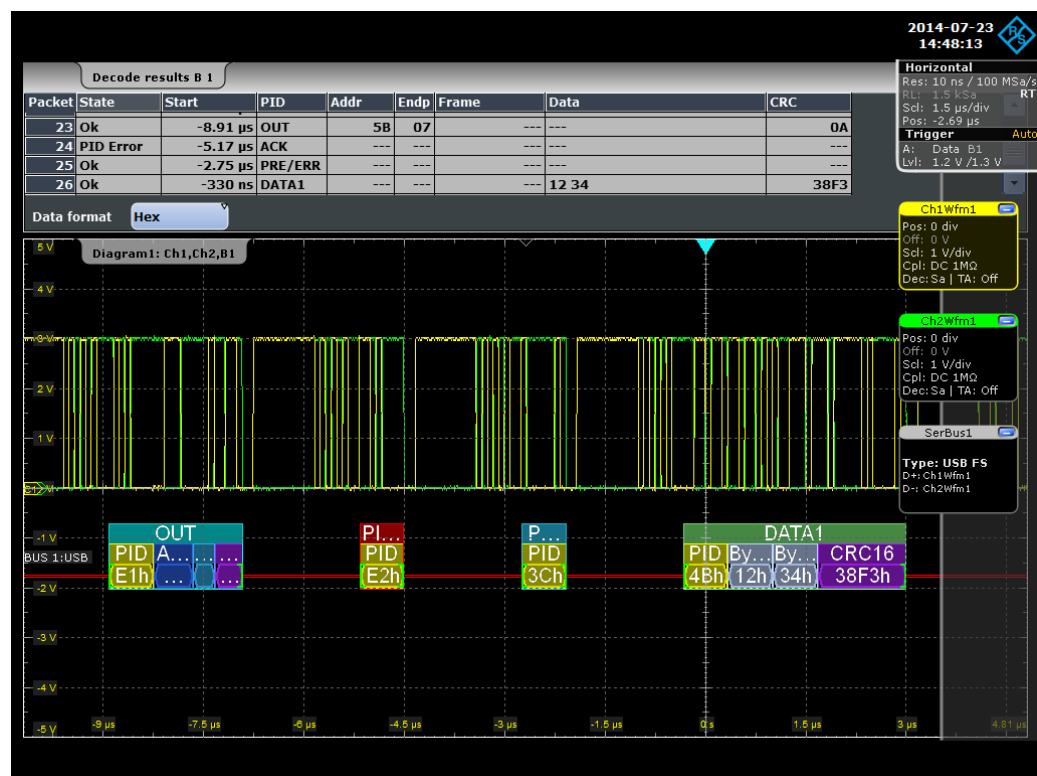 2014-07-23
14:48:13
Decode results B 1
Packet State Start PID Addr Endp Frame Data CRC
23 Ok -8.91 µs OUT 5B 07 --- --- 0A
24 PID Error -5.17 µs ACK --- --- --- --- ---
25 Ok -2.75 µs PRE/ERR --- --- --- --- ---
26 Ok -330 ns DATA1 --- --- --- 12 34 38F3
Data format Hex
Horizontal
Res: 10 ns / 100 MSa/s
RL: 1.5 kSa RT
Scl: 1.5 µs/div
Pos: -2.69 µs
Trigger Auto
A: Data B1
Lvl: 1.2 V /1.3 V
Ch1Wfm1
Pos: 0 div
Off: 0 V
Scl: 1 V/div
Cpl: DC 1MΩ
Dec: Sa | TA: Off
Ch2Wfm1
Pos: 0 div
Off: 0 V
Scl: 1 V/div
Cpl: DC 1MΩ
Dec: Sa | TA: Off
SerBus1
Type: USB FS
D+: Ch1Wfm1
D-: Ch2Wfm1
Diagram1: Ch1,Ch2,B1
5 V
4 V
3 V
2 V
1 V
-1 V
-2 V
-3 V
-4 V
-5 V
BUS 1:USB
OUT PI... P... DATA1
PID A... ... ... PID PID PID By... By... CRC16
E1h ... ... E2h 3Ch 4Bh 12h 34h 38F3h
-9 µs -7.5 µs -6 µs -4.5 µs -3 µs -1.5 µs 0 s 1.5 µs 3 µs 4.81 µs